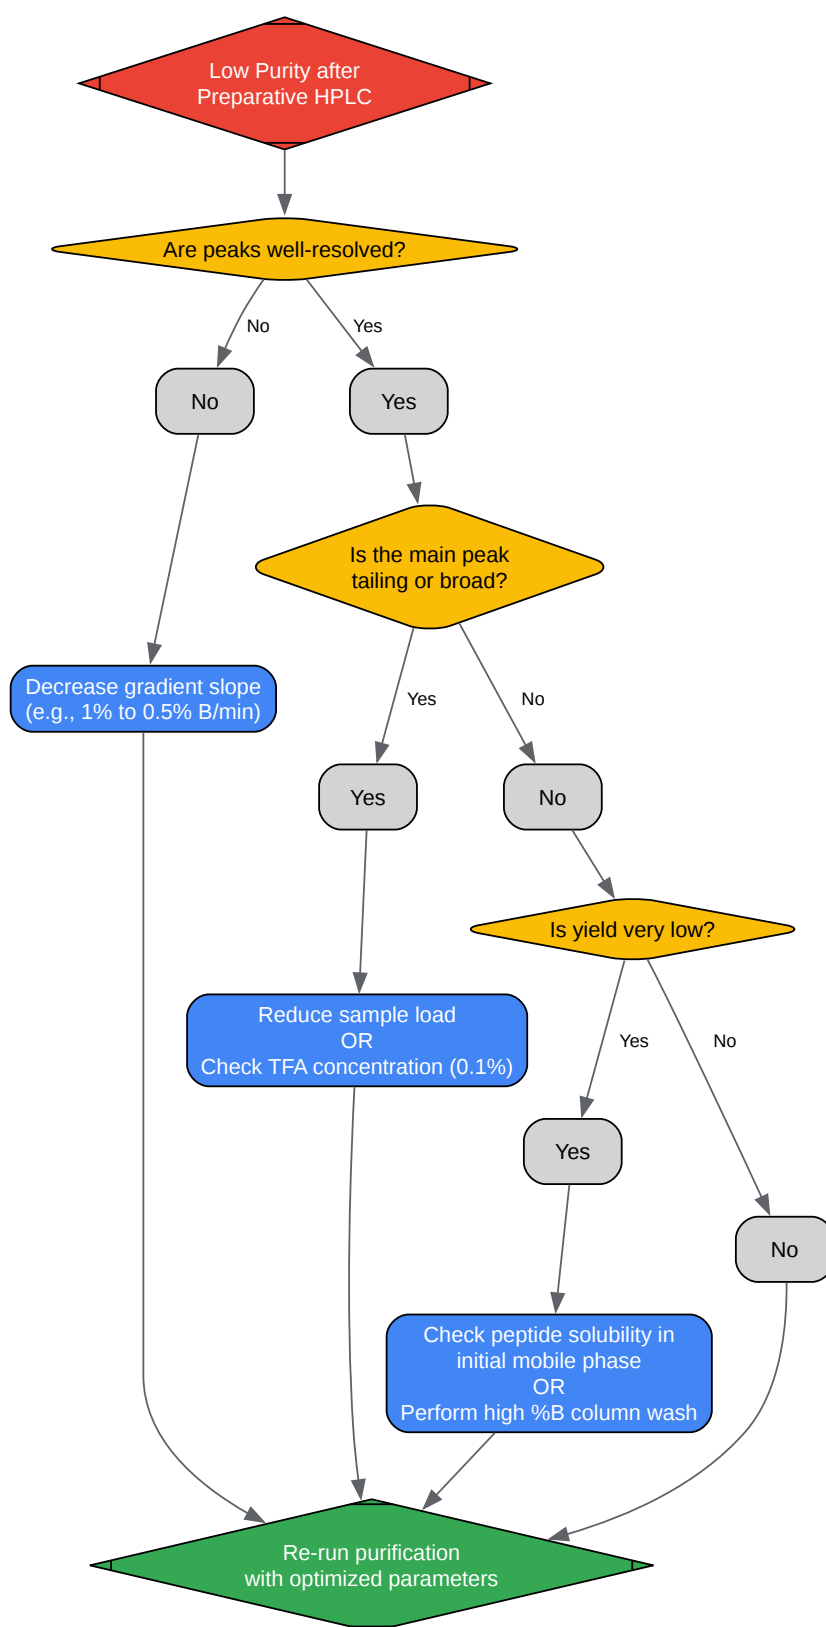 Low Purity after
Preparative HPLC
Are peaks well-resolved?
No
Yes
No
Yes
Is the main peak
tailing or broad?
Decrease gradient slope
(e.g., 1% to 0.5% B/min)
Yes
No
Yes
No
Is yield very low?
Reduce sample load
OR
Check TFA concentration (0.1%)
Yes
No
Yes
No
Check peptide solubility in
initial mobile phase
OR
Perform high %B column wash
Re-run purification
with optimized parameters